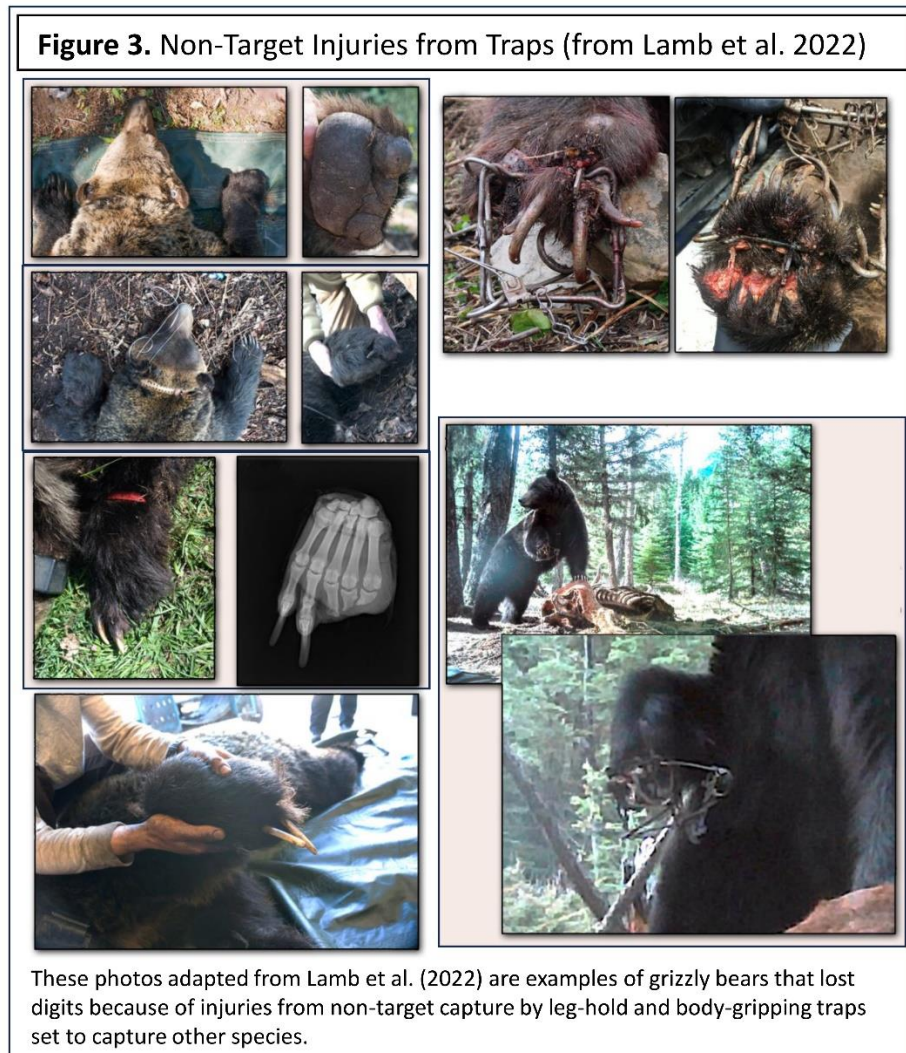 Figure 3. Non-Target Injuries from Traps (from Lamb et al. 2022)
These photos adapted from Lamb et al. (2022) are examples of grizzly bears that lost
digits because of injuries from non-target capture by leg-hold and body-gripping traps
set to capture other species.